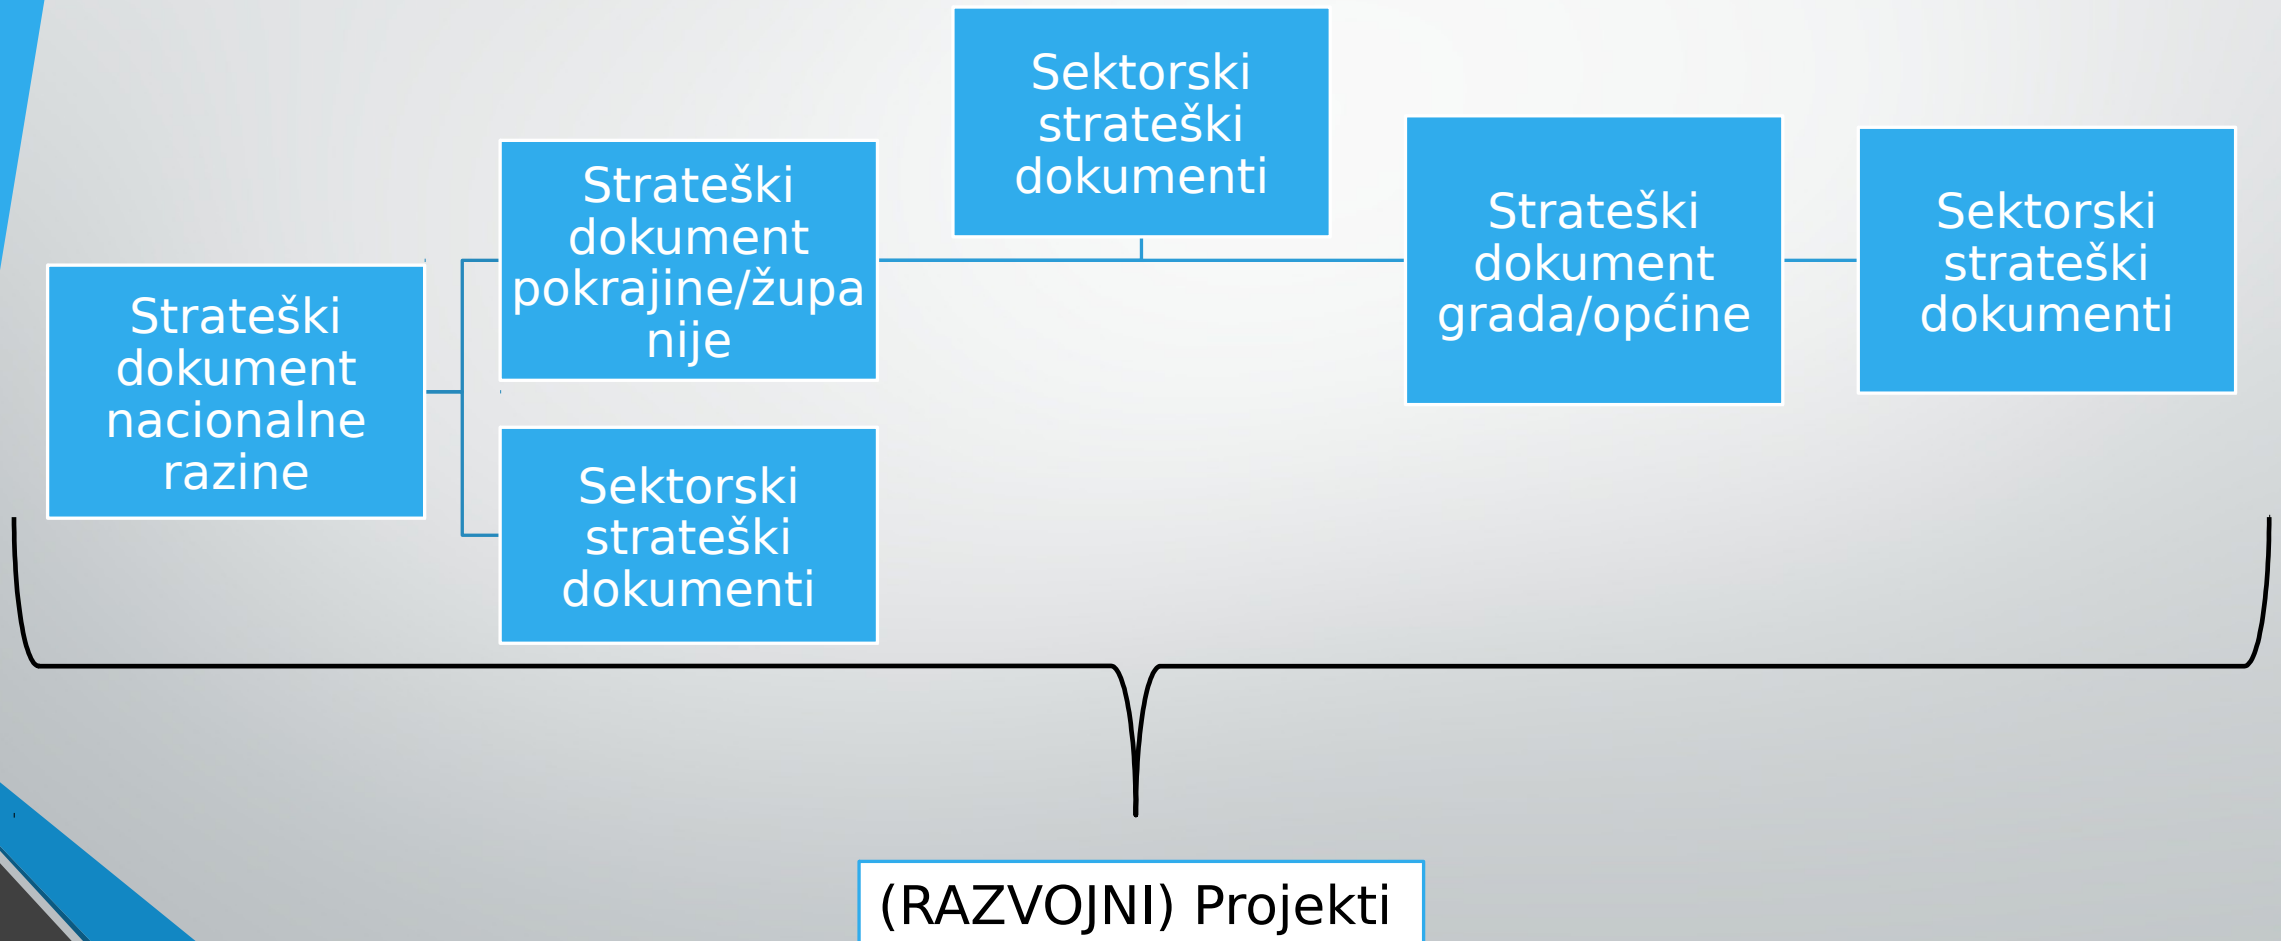 Strateški
dokument
nacionalne
razine
Strateški
dokument
pokrajine/župa
nije
Sektorski
strateški
dokumenti
Sektorski
strateški
dokumenti
Strateški
dokument
grada/općine
Sektorski
strateški
dokumenti
(RAZVOJNI) Projekti